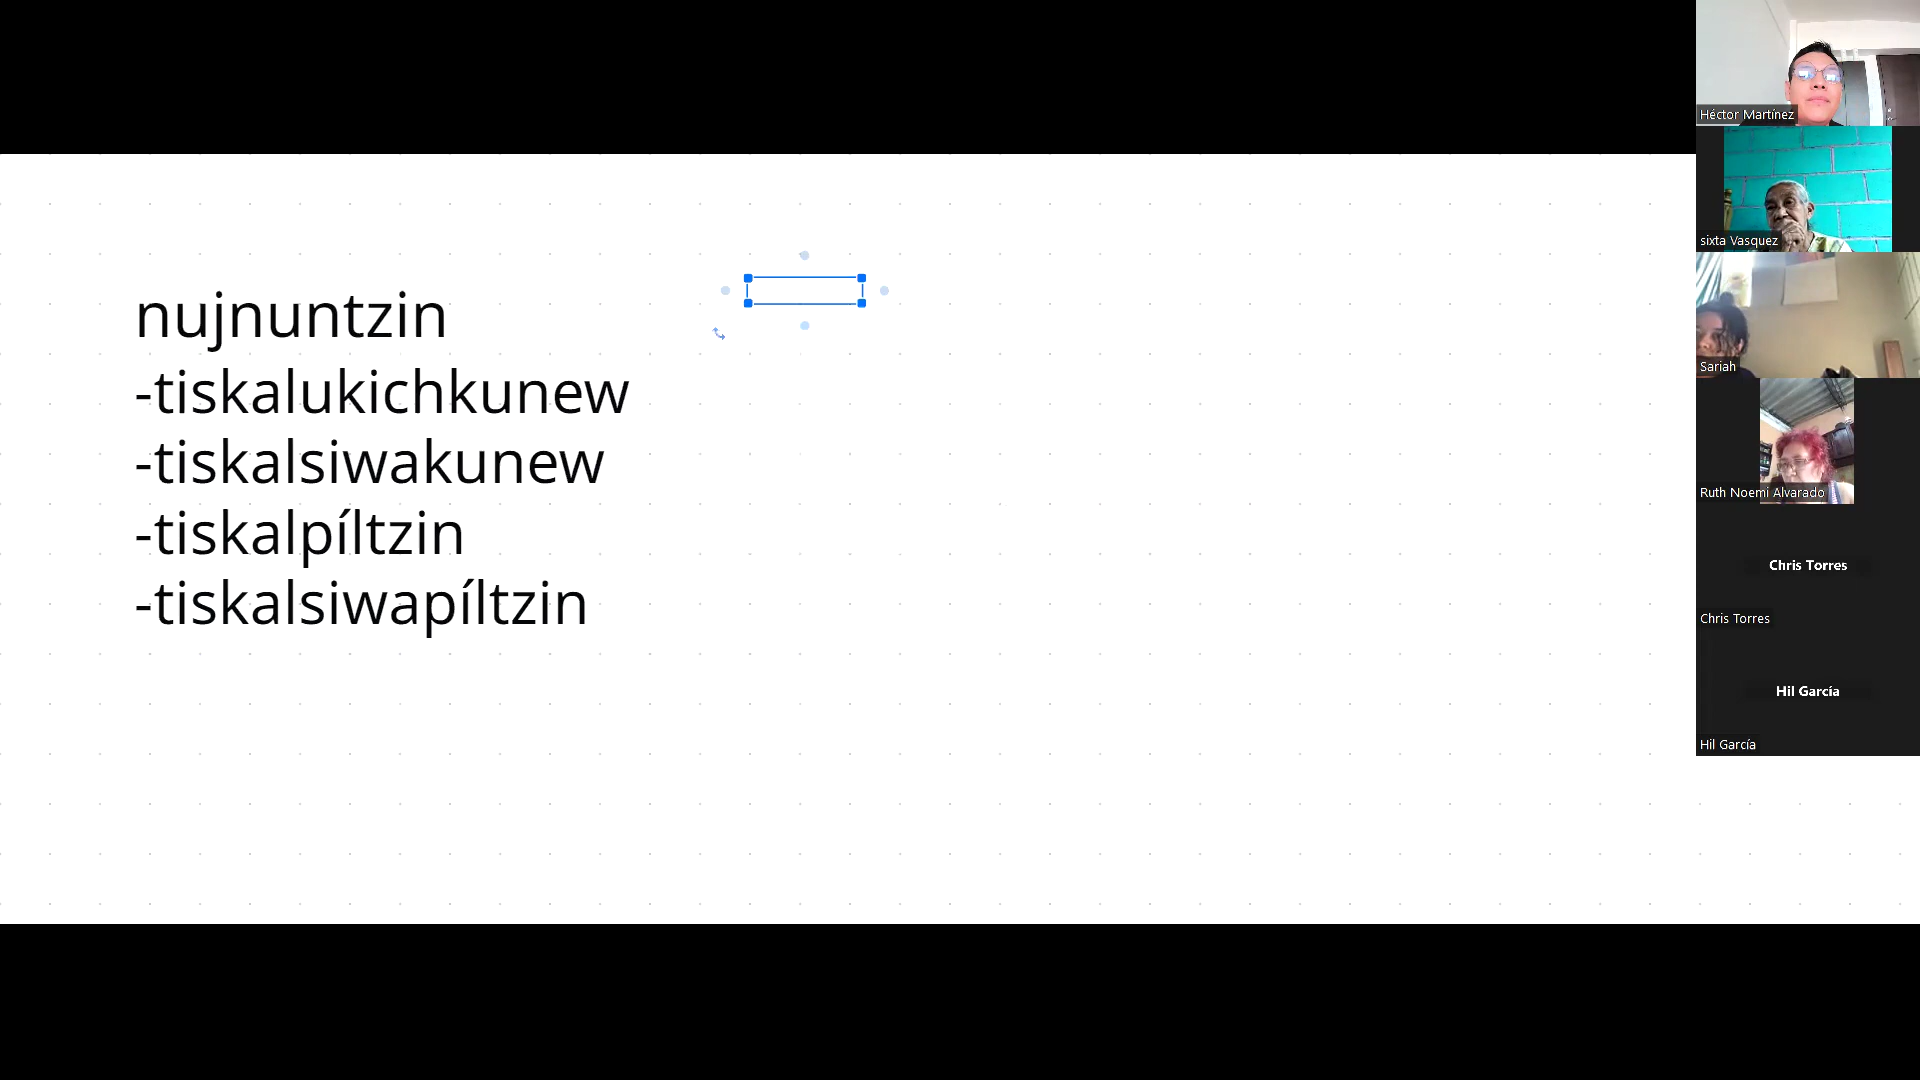 nujnuntzin
-tiskalukichkunew
-tiskalsiwakunew
-tiskalpíltzin
-tiskalsiwapíltzin
Héctor Martínez
sixta Vasquez
Sariah
Ruth Noemi Alvarado
Chris Torres
Chris Torres
Hil García
Hil García